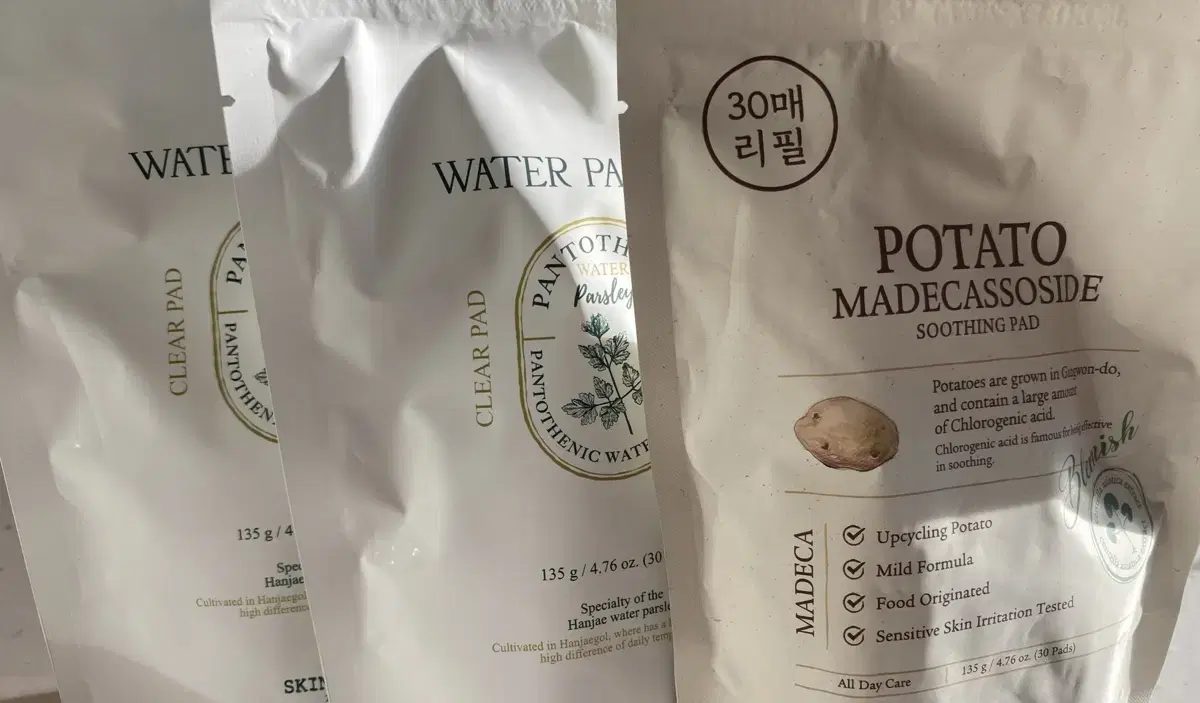 WATE
CLEAR PAD
PA
PANTOTHEN
135 g / 4
Spec
Hanjae
Cultivated in Hanjaegol
high difference
SKIN
WATER PA
CLEAR PAD
PANTOTH
WATER
Parsley
PANTOTHENIC WATE
135 g / 4.76 oz. (30
Specialty of the
Hanjae water parsle
Cultivated in Hanjaegol, where has a
high difference of daily temp
30매
리필
POTATO
MADECASSOSIDE
SOOTHING PAD
Potatoes are grown in Gangwon-do,
and contain a large amount
of Chlorogenic acid.
Chlorogenic acid is famous for being effective
in soothing.
Blemish
MADECA
Upcycling Potato
Mild Formula
Food Originated
Sensitive Skin Irritation Tested
All Day Care
135 g / 4.76 oz. (30 Pads)